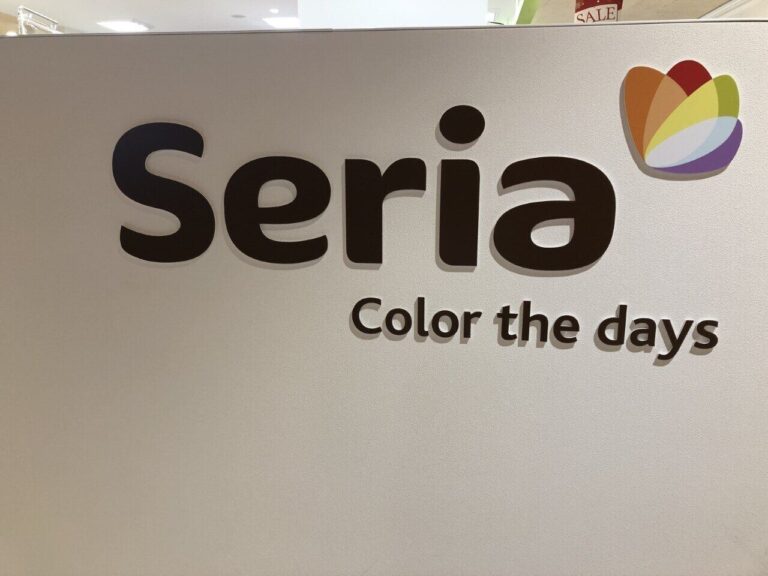 SALE
Seria
Color the days